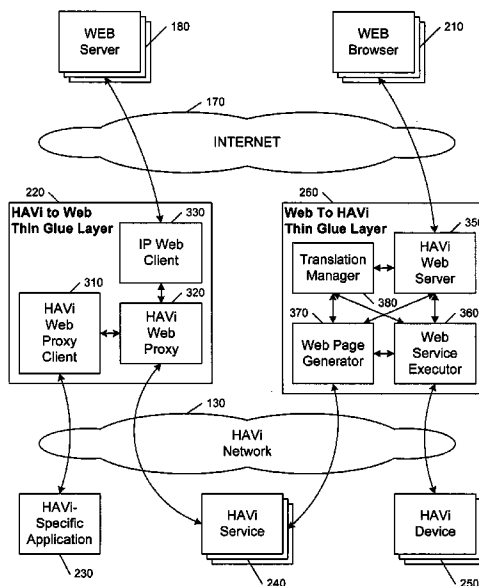 WEB
Server
180
WEB
Browser
210
170
INTERNET
220
HAVi to Web
Thin Glue Layer
330
IP Web
Client
310
320
HAVi
Web
Proxy
Client
HAVi
Web
Proxy
260
Web To HAVi
Thin Glue Layer
350
Translation
Manager
HAVi
Web
Server
380
370
360
Web Page
Generator
Web
Service
Executor
130
HAVi
Network
HAVi-
Specific
Application
230
HAVi
Service
240
HAVi
Device
250